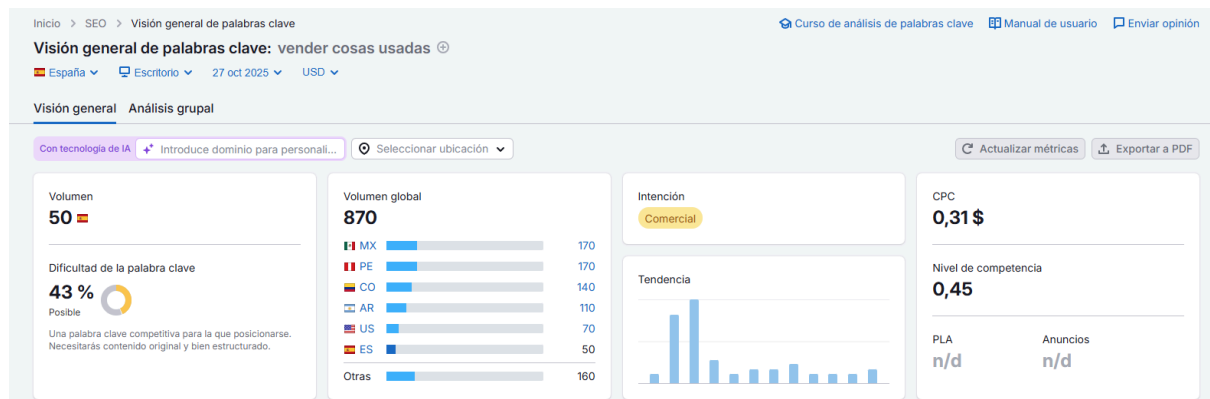 Inicio > SEO > Visión general de palabras clave
Curso de análisis de palabras clave Manual de usuario Enviar opinión
Visión general de palabras clave: vender cosas usadas
España Escritorio 27 oct 2025 USD
Visión general Análisis grupal
Con tecnología de IA Introduce dominio para personali... Seleccionar ubicación Actualizar métricas Exportar a PDF
Volumen
50
Dificultad de la palabra clave
43 %
Posible
Una palabra clave competitiva para la que posicionarse.
Necesitarás contenido original y bien estructurado.
Volumen global
870
MX 170
PE 170
CO 140
AR 110
US 70
ES 50
Otras 160
Intención
Comercial
Tendencia
CPC
0,31 $
Nivel de competencia
0,45
PLA Anuncios
n/d n/d